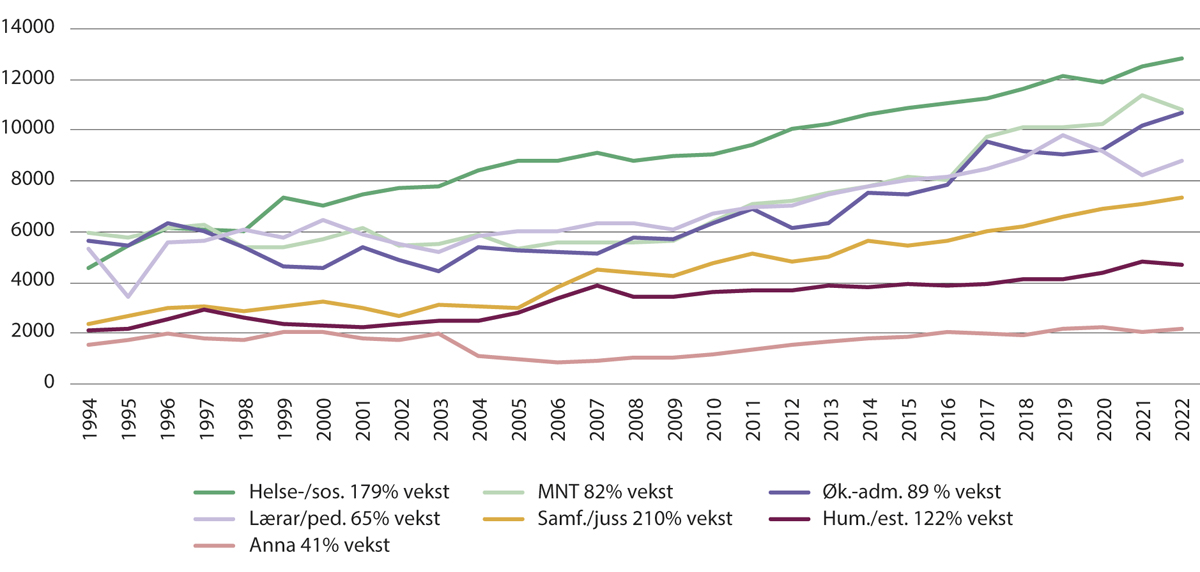 14000
12000
10000
8000
6000
4000
2000
0
1994 1995 1996 1997 1998 1999 2000 2001 2002 2003 2004 2005 2006 2007 2008 2009 2010 2011 2012 2013 2014 2015 2016 2017 2018 2019 2020 2021 2022
Helse-/sos. 179% vekst MNT 82% vekst Øk.-adm. 89 % vekst
Lærar/ped. 65% vekst Samf./juss 210% vekst Hum./est. 122% vekst
Anna 41% vekst